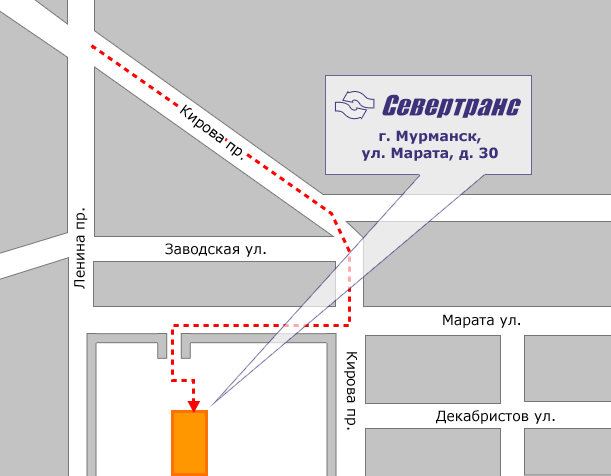 Севертранс
г. Мурманск,
ул. Марата, д. 30
Кирова пр.
Ленина пр.
Заводская ул.
Марата ул.
Кирова пр.
Декабристов ул.